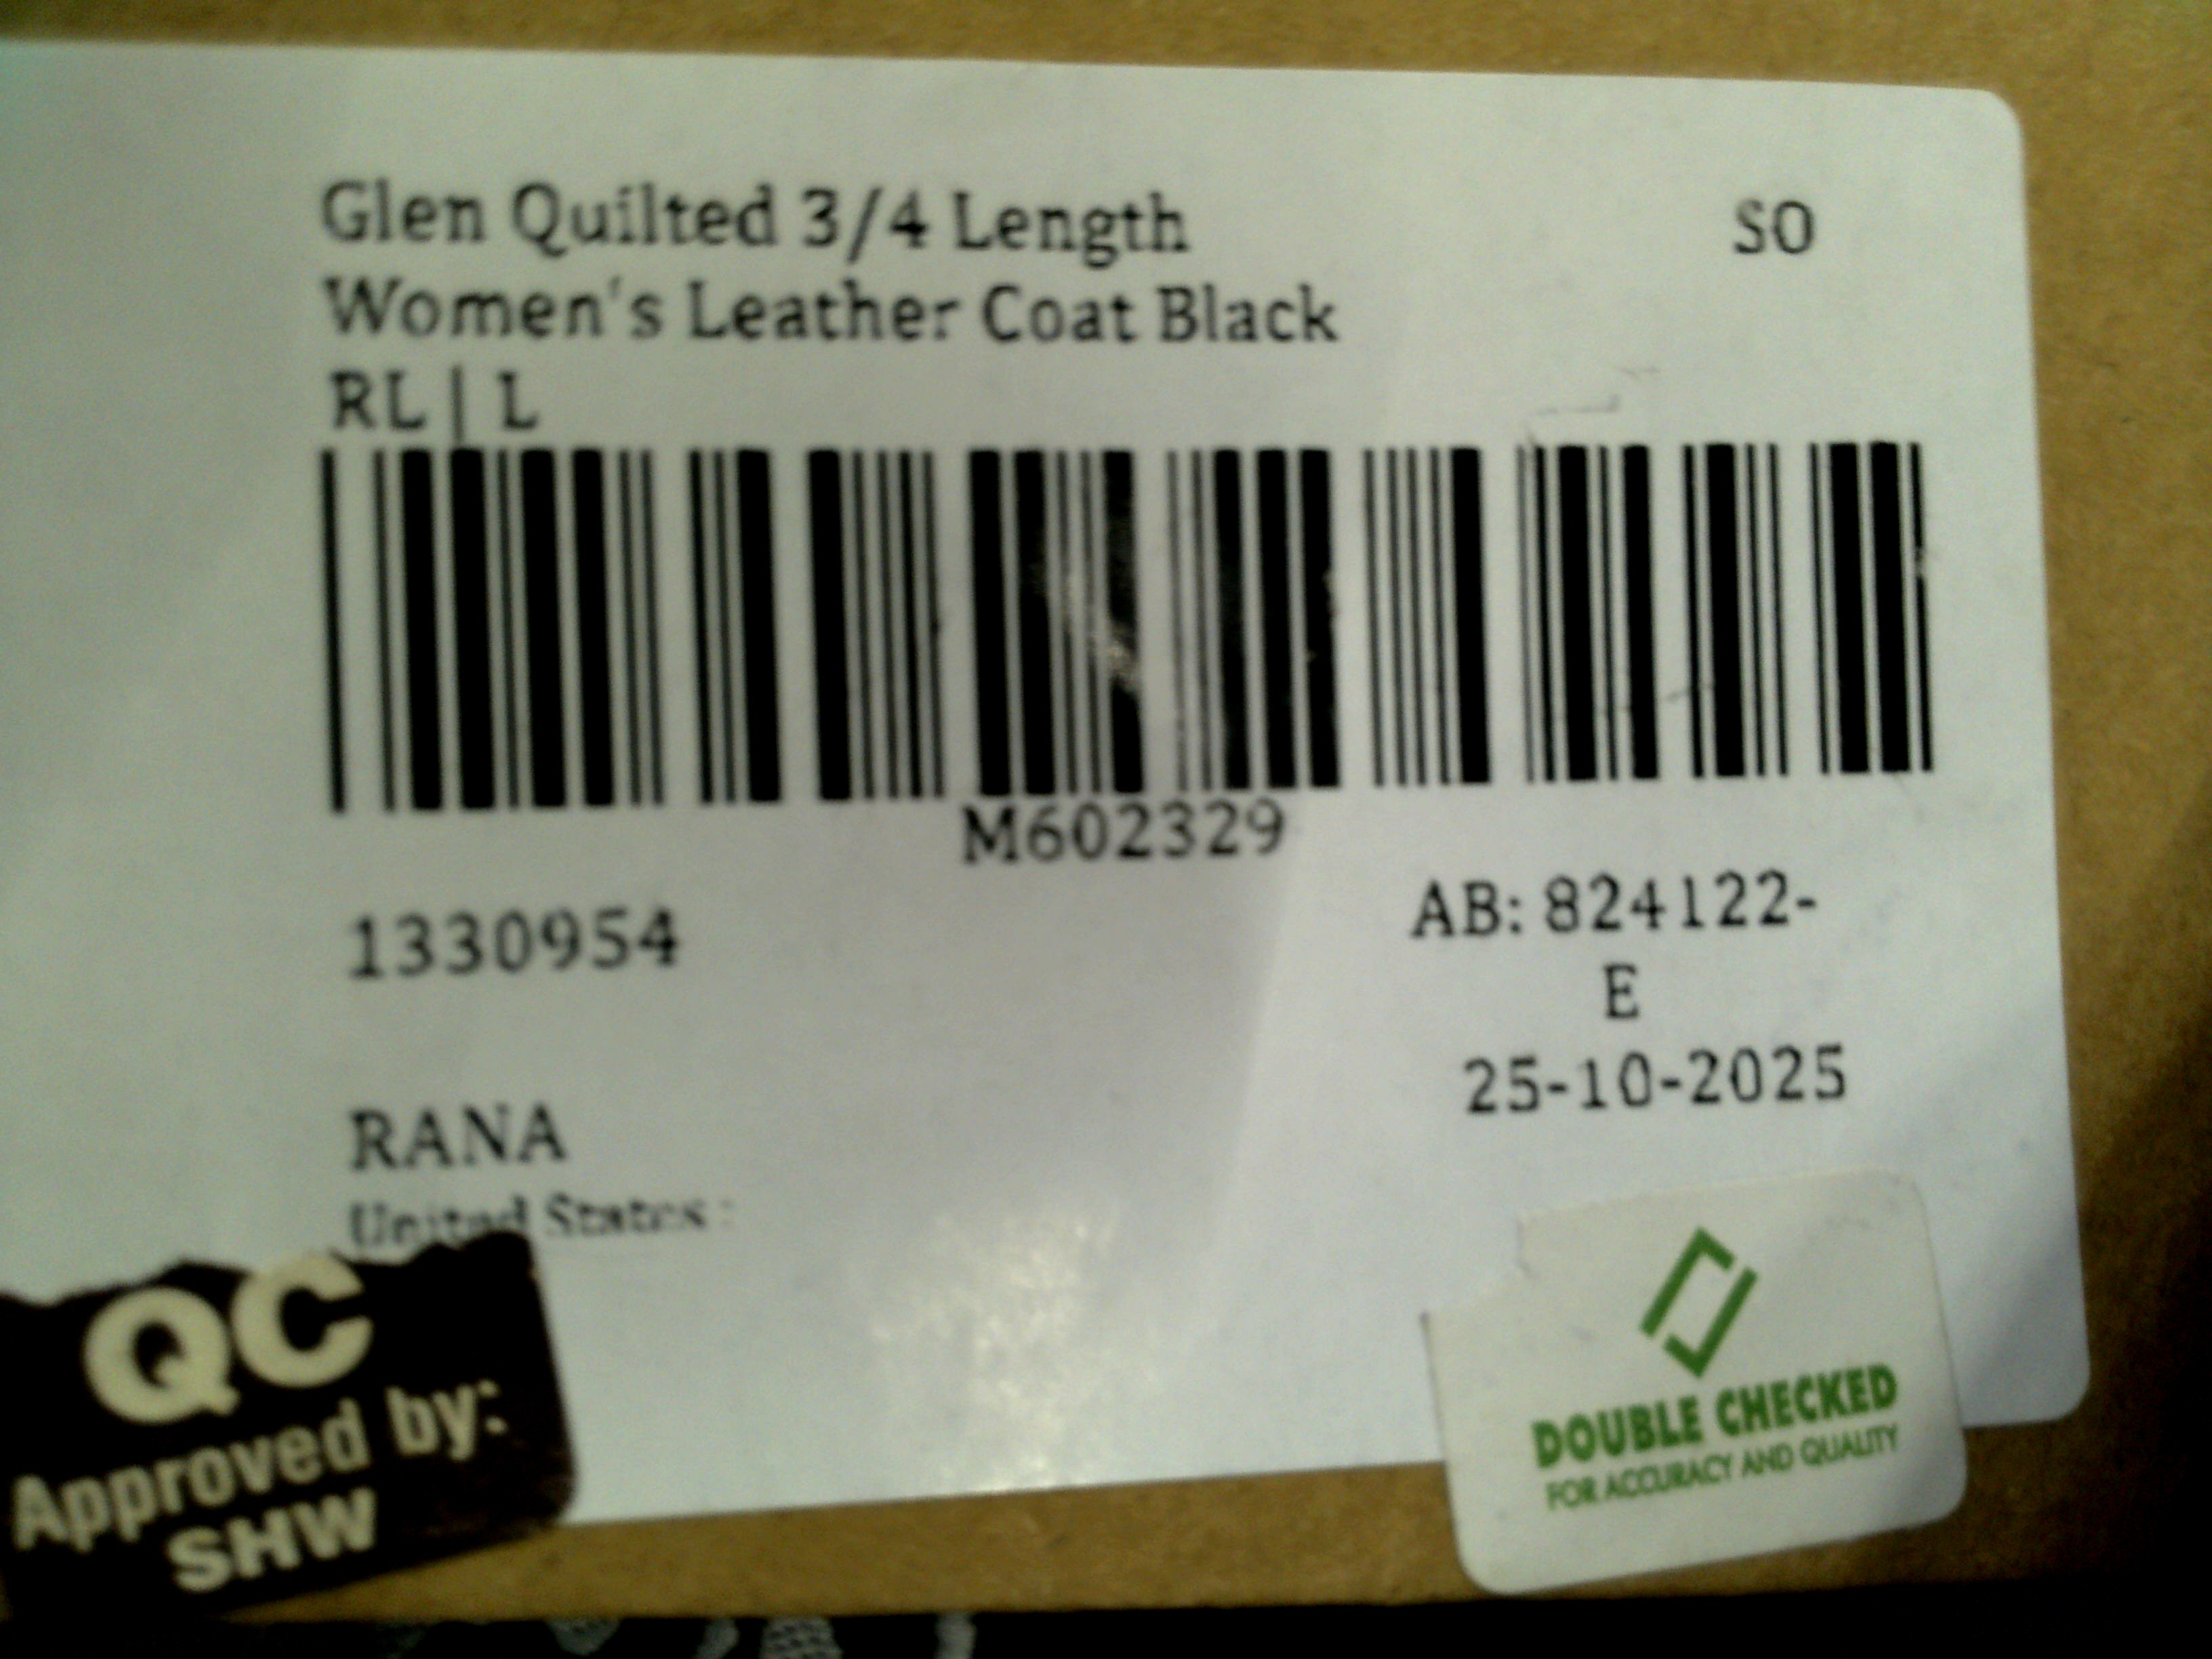 Glen Quilted 3/4 Length
Women's Leather Coat Black
RL | L
SO
M602329
1330954
AB: 824122-
E
25-10-2025
RANA
United States :
QC
Approved by:
SHW
DOUBLE CHECKED
FOR ACCURACY AND QUALITY